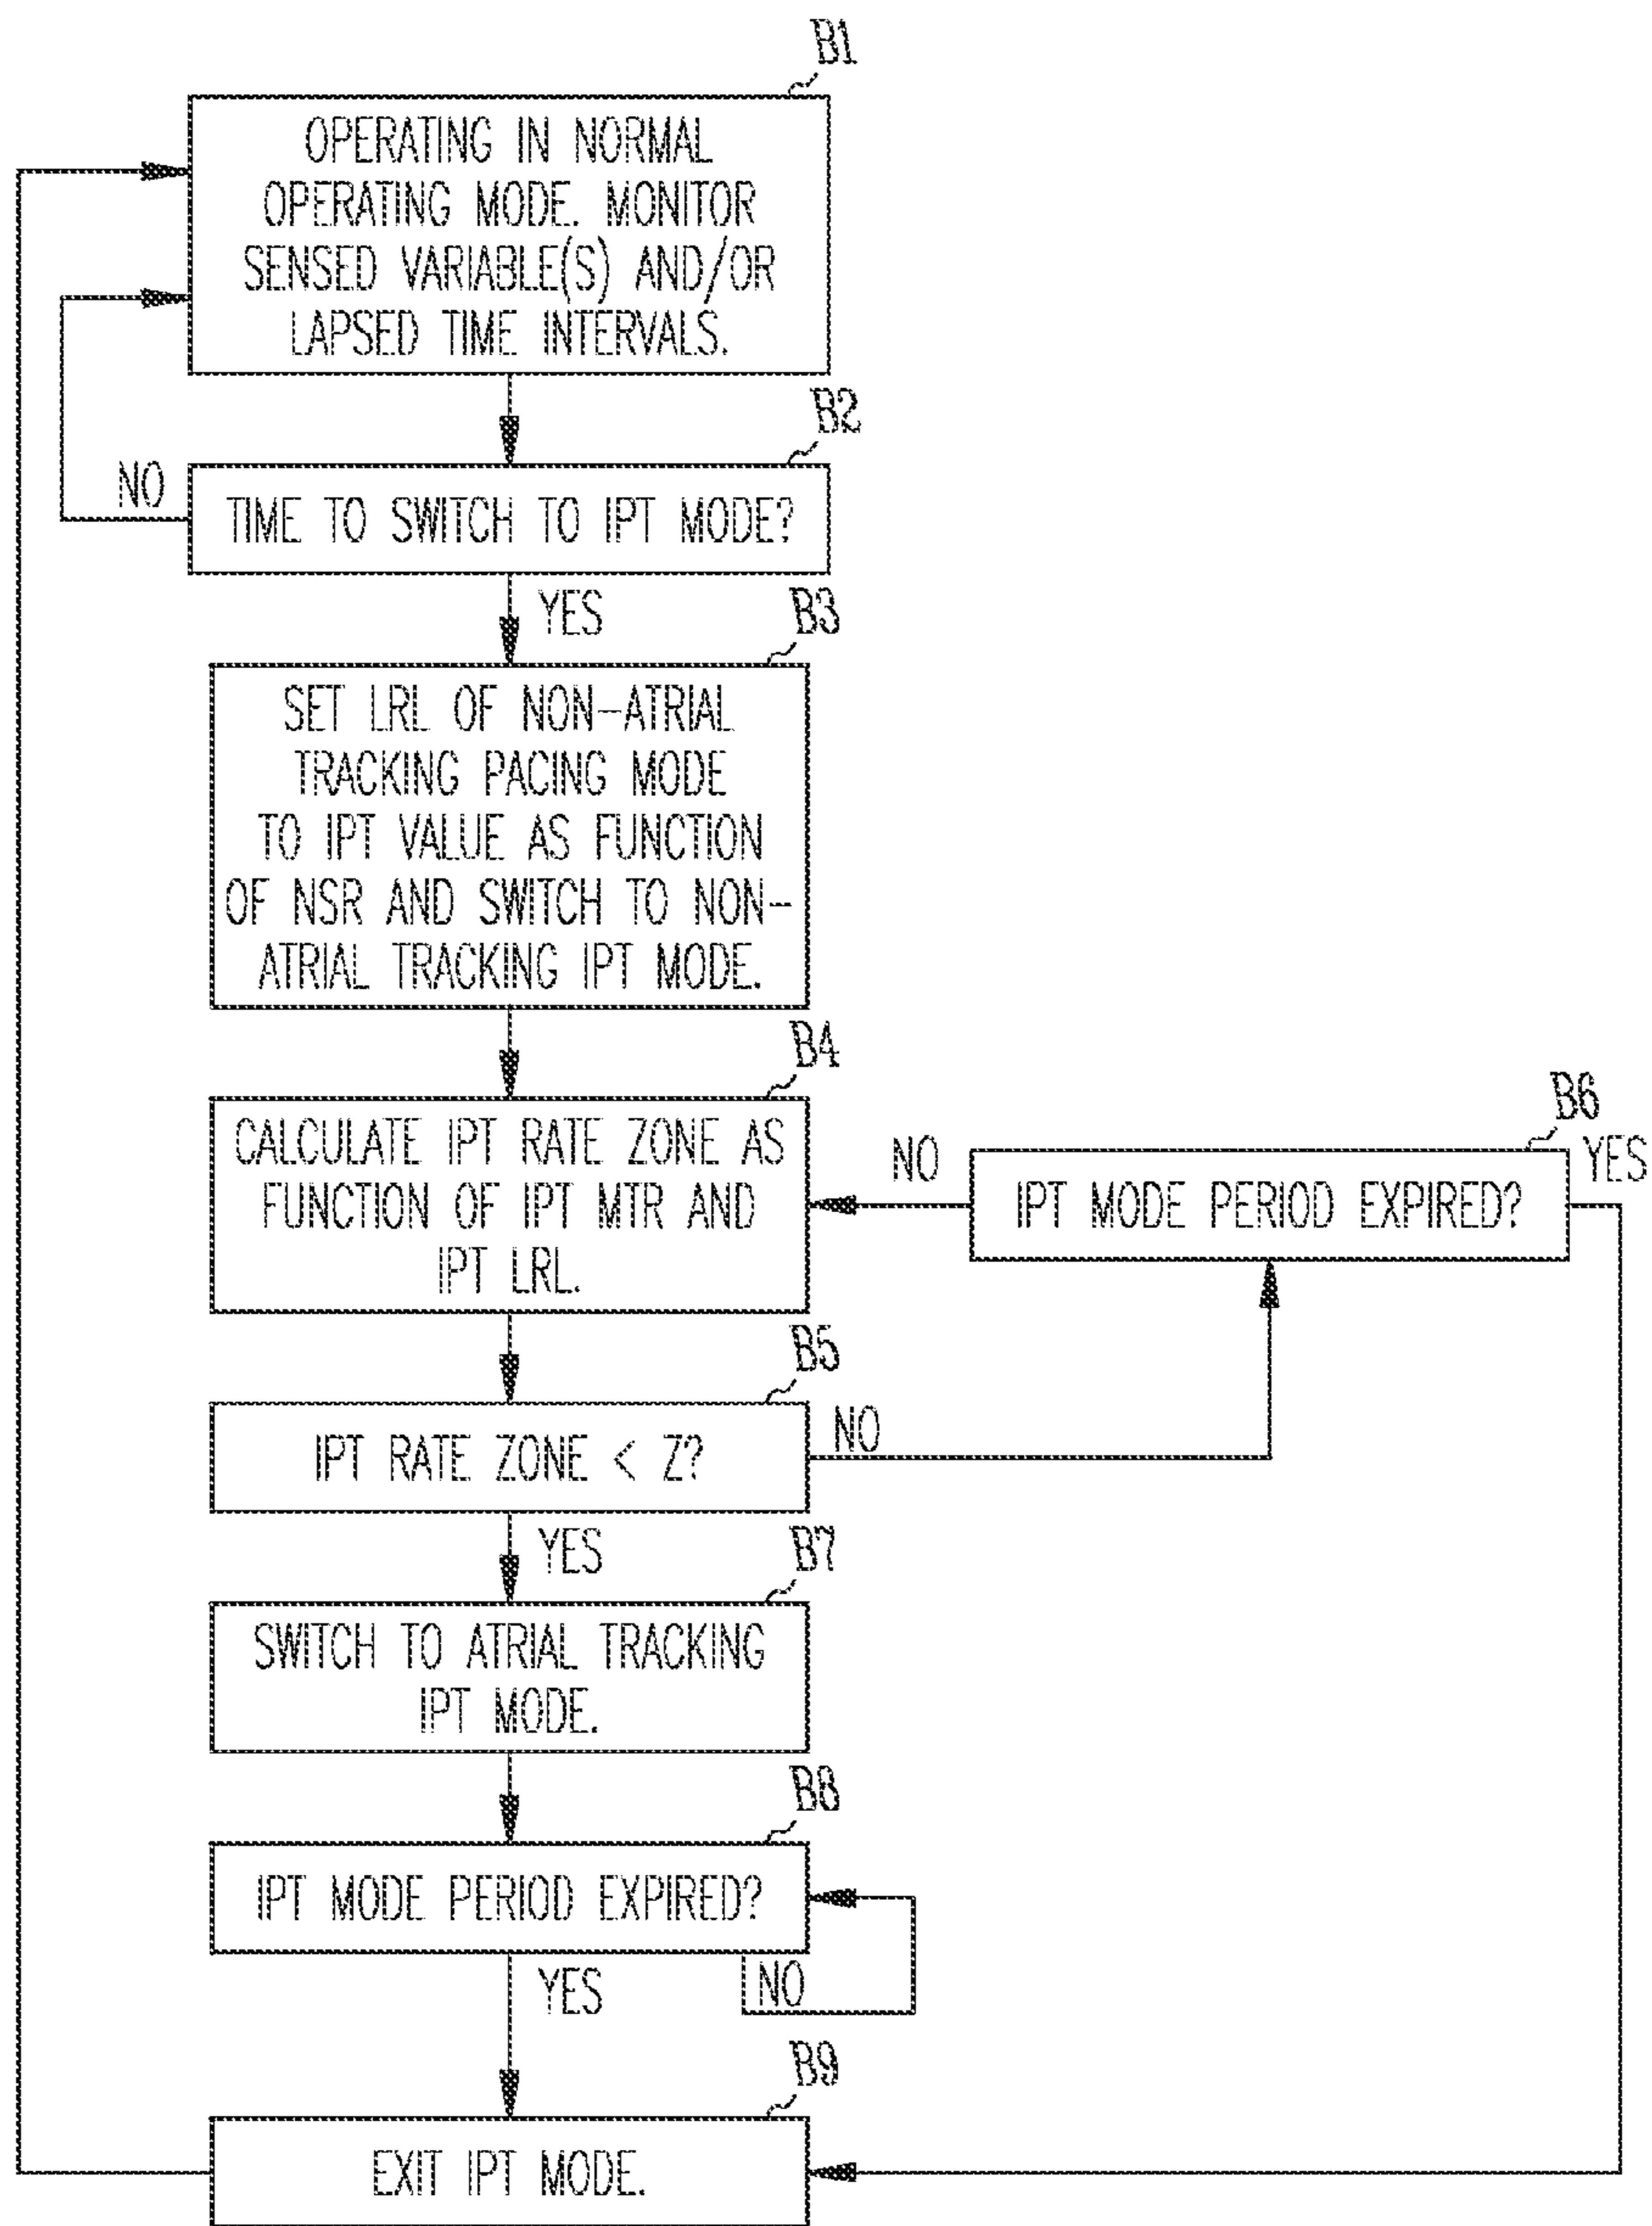 B1
OPERATING IN NORMAL
OPERATING MODE. MONITOR
SENSED VARIABLE(S) AND/OR
LAPSED TIME INTERVALS.
B2
NO
TIME TO SWITCH TO IPT MODE?
YES
B3
SET LRL OF NON-ATRIAL
TRACKING PACING MODE
TO IPT VALUE AS FUNCTION
OF NSR AND SWITCH TO NON-
ATRIAL TRACKING IPT MODE.
B4
CALCULATE IPT RATE ZONE AS
FUNCTION OF IPT MTR AND
IPT LRL.
B6
NO
IPT MODE PERIOD EXPIRED?
YES
B5
IPT RATE ZONE < Z?
NO
YES
B7
SWITCH TO ATRIAL TRACKING
IPT MODE.
B8
IPT MODE PERIOD EXPIRED?
NO
YES
B9
EXIT IPT MODE.